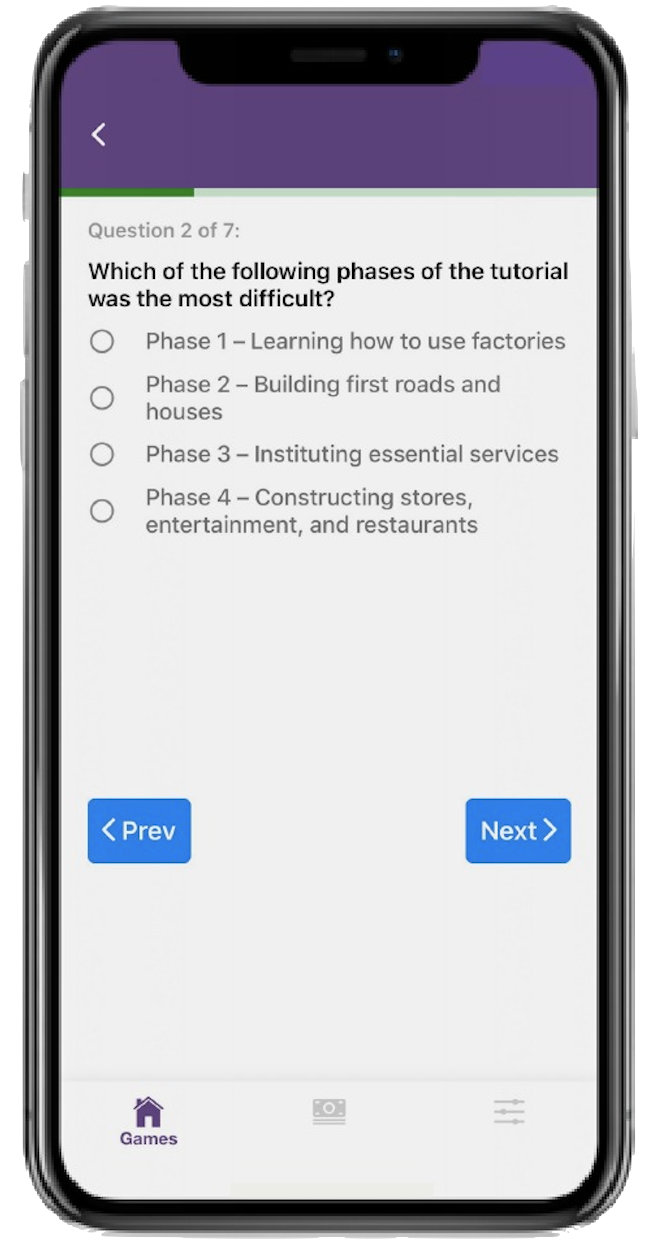 Question 2 of 7:
Which of the following phases of the tutorial
was the most difficult?
Phase 1 – Learning how to use factories
Phase 2 – Building first roads and
houses
Phase 3 – Instituting essential services
Phase 4 – Constructing stores,
entertainment, and restaurants
Prev
Next
Games